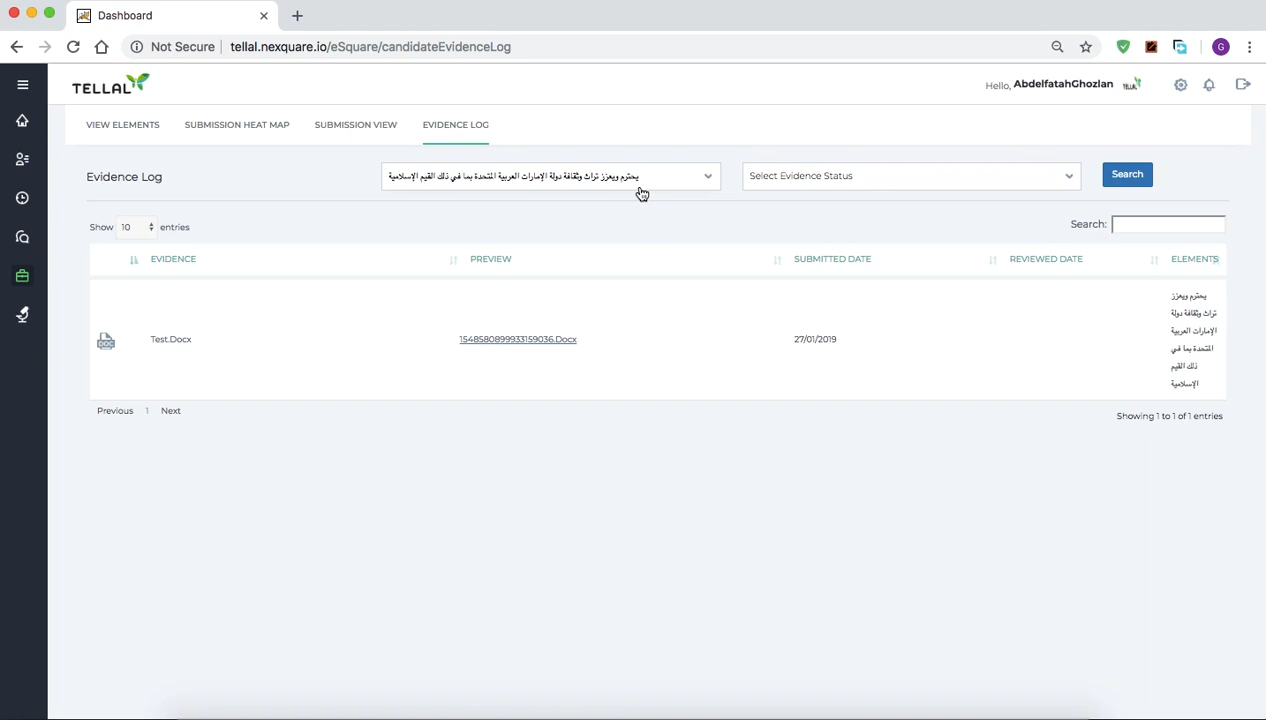 Dashboard
Not Secure
tellal.nexquare.io/eSquare/candidateEvidenceLog
G
TELLAL
Hello, AbdelfatahGhozlan
TELLAL
VIEW ELEMENTS
SUBMISSION HEAT MAP
SUBMISSION VIEW
EVIDENCE LOG
Evidence Log
يحترم ويعزز تراث وثقافة دولة الإمارات العربية المتحدة بما في ذلك القيم الإسلامية
Select Evidence Status
Search
Show 10 entries
Search:
EVIDENCE
PREVIEW
SUBMITTED DATE
REVIEWED DATE
ELEMENTS
DOC
Test.Docx
1548580899933159036.Docx
27/01/2019
يحترم ويعزز
تراث وثقافة دولة
الإمارات العربية
المتحدة بما في
ذلك القيم
الإسلامية
Previous 1 Next
Showing 1 to 1 of 1 entries